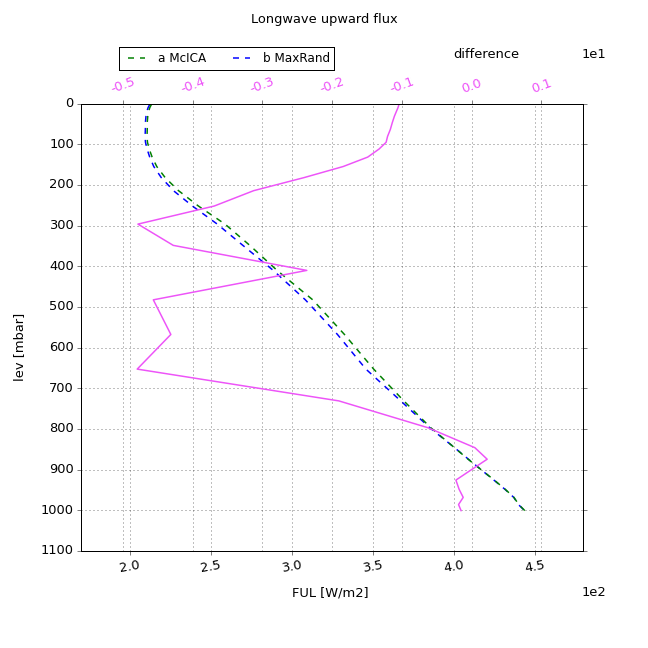 Longwave upward flux
a McICA b MaxRand
difference 1e1
-0.5 -0.4 -0.3 -0.2 -0.1 0.0 0.1
0
100
200
300
400
500
600
700
800
900
1000
1100
lev [mbar]
2.0 2.5 3.0 3.5 4.0 4.5
FUL [W/m2] 1e2